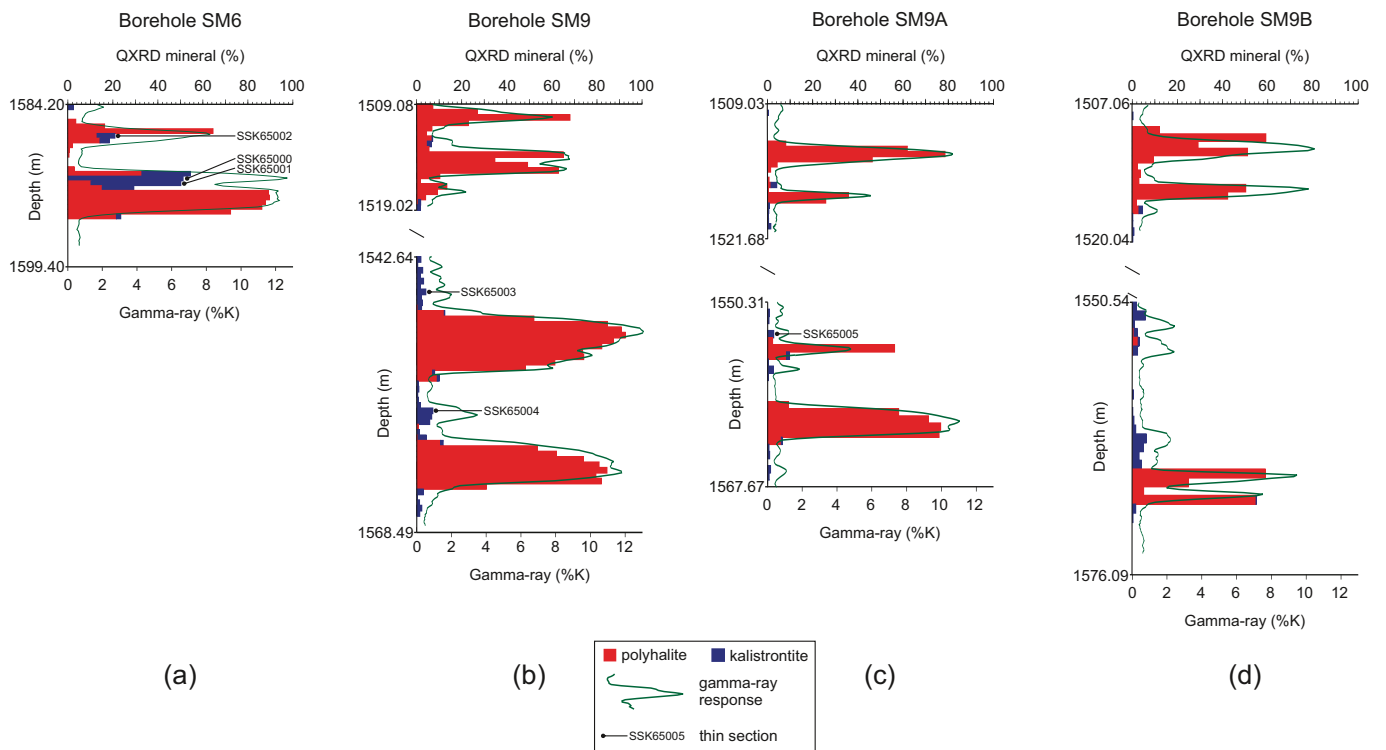 Borehole SM6
QXRD mineral (%)
0 20 40 60 80 100
1584.20
SSK65002
SSK65000
SSK65001
Depth (m)
1599.40
0 2 4 6 8 10 12
Gamma-ray (%K)
(a)
Borehole SM9
QXRD mineral (%)
0 20 40 60 80 100
1509.08
1519.02
1542.64
SSK65003
Depth (m)
SSK65004
1568.49
0 2 4 6 8 10 12
Gamma-ray (%K)
(b)
Borehole SM9A
QXRD mineral (%)
0 20 40 60 80 100
1509.03
1521.68
1550.31
SSK65005
Depth (m)
1567.67
0 2 4 6 8 10 12
Gamma-ray (%K)
(c)
Borehole SM9B
QXRD mineral (%)
0 20 40 60 80 100
1507.06
1520.04
1550.54
Depth (m)
1576.09
0 2 4 6 8 10 12
Gamma-ray (%K)
(d)
polyhalite kalistrontite
gamma-ray
response
SSK65005 thin section